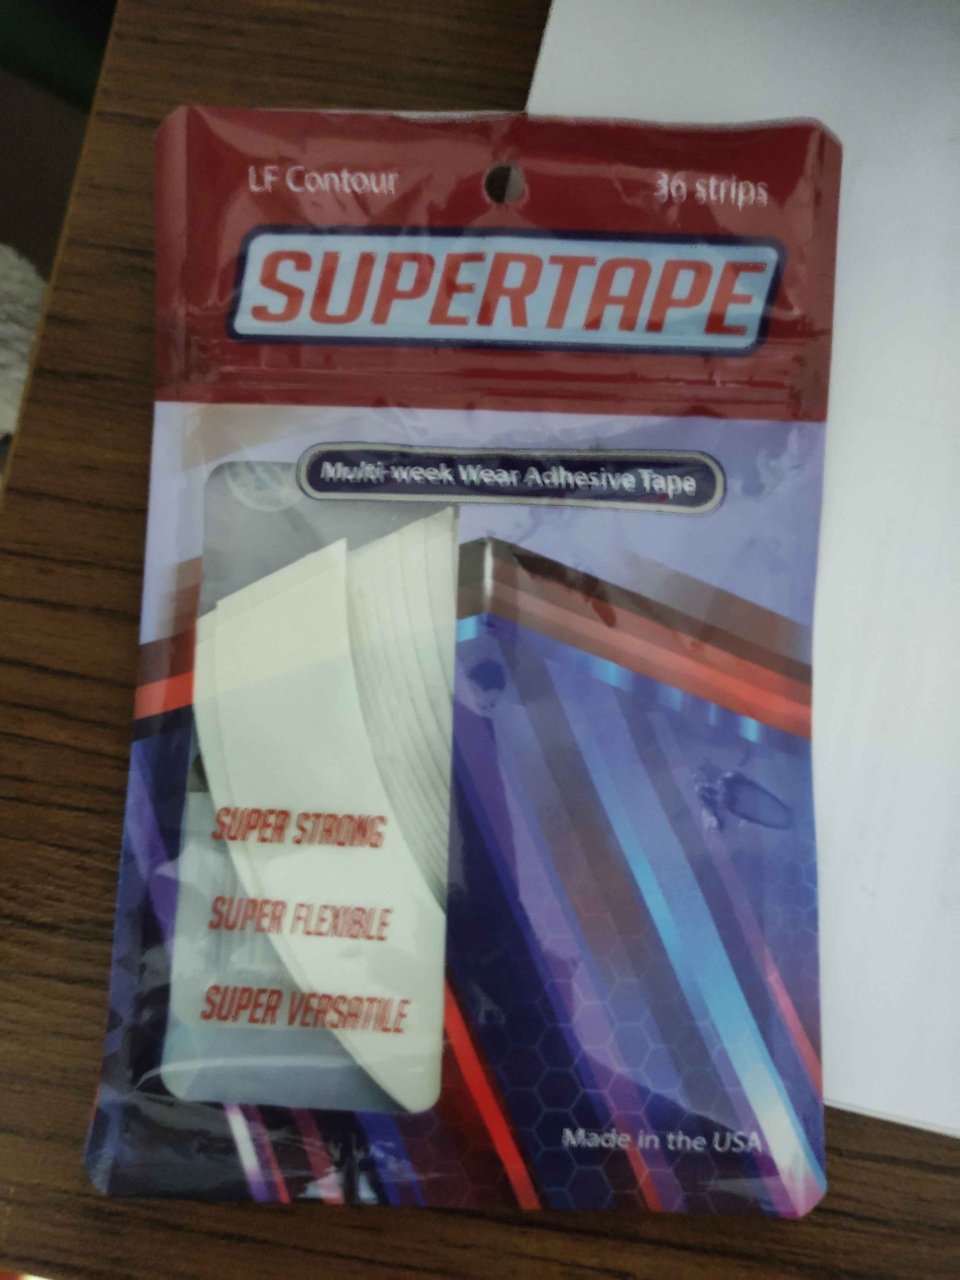 LF Contour
36 strips
SUPERTAPE
Multi-week Wear Adhesive Tape
SUPER STRONG
SUPER FLEXIBLE
SUPER VERSATILE
Made in the USA